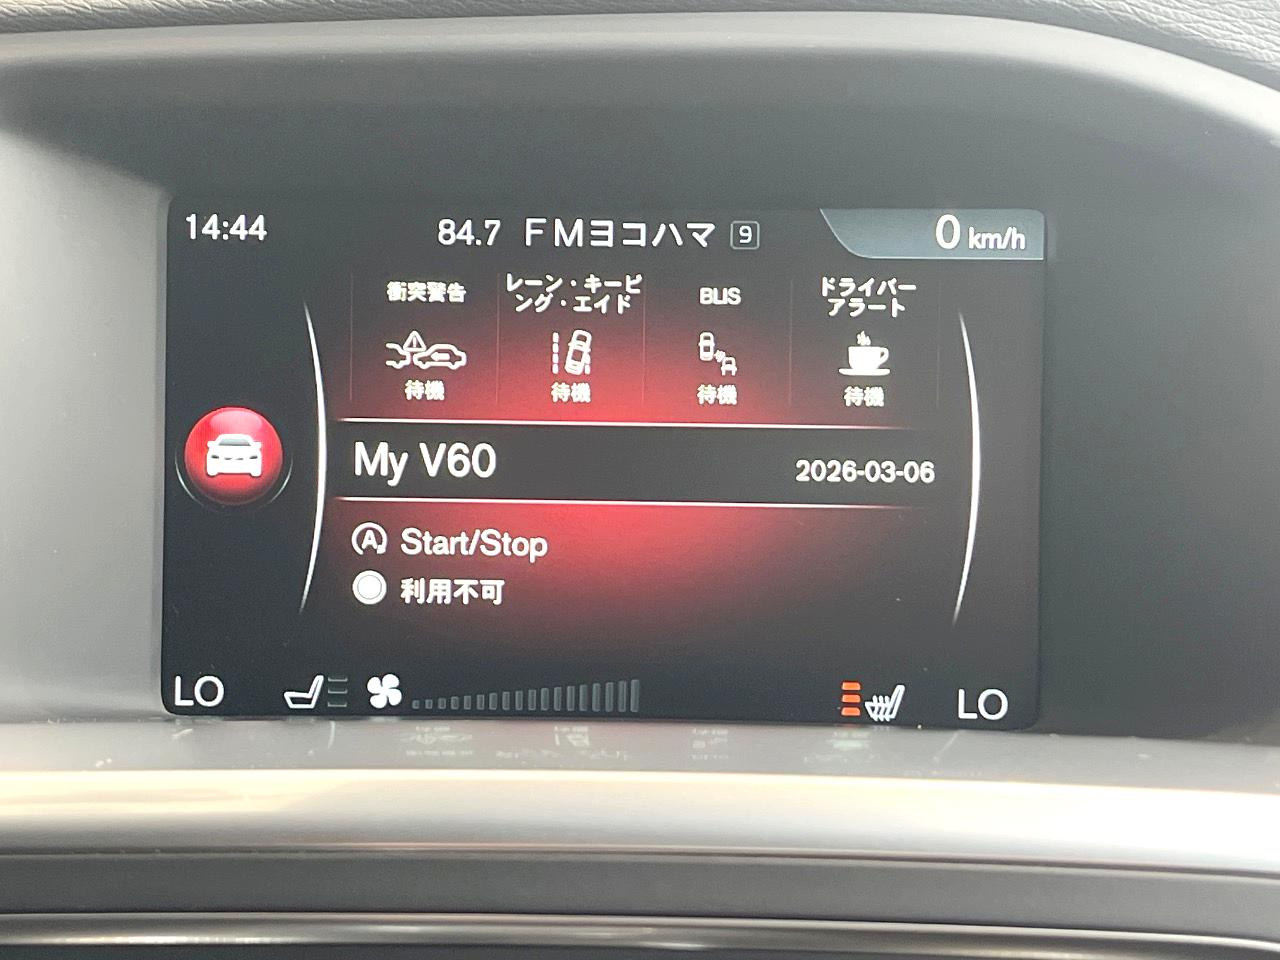 14:44
84.7 FMヨコハマ 9
0 km/h
衝突警告
レーン・キーピ
ング・エイド
BLIS
ドライバー
アラート
待機
待機
待機
待機
My V60
2026-03-06
A Start/Stop
利用不可
LO
LO